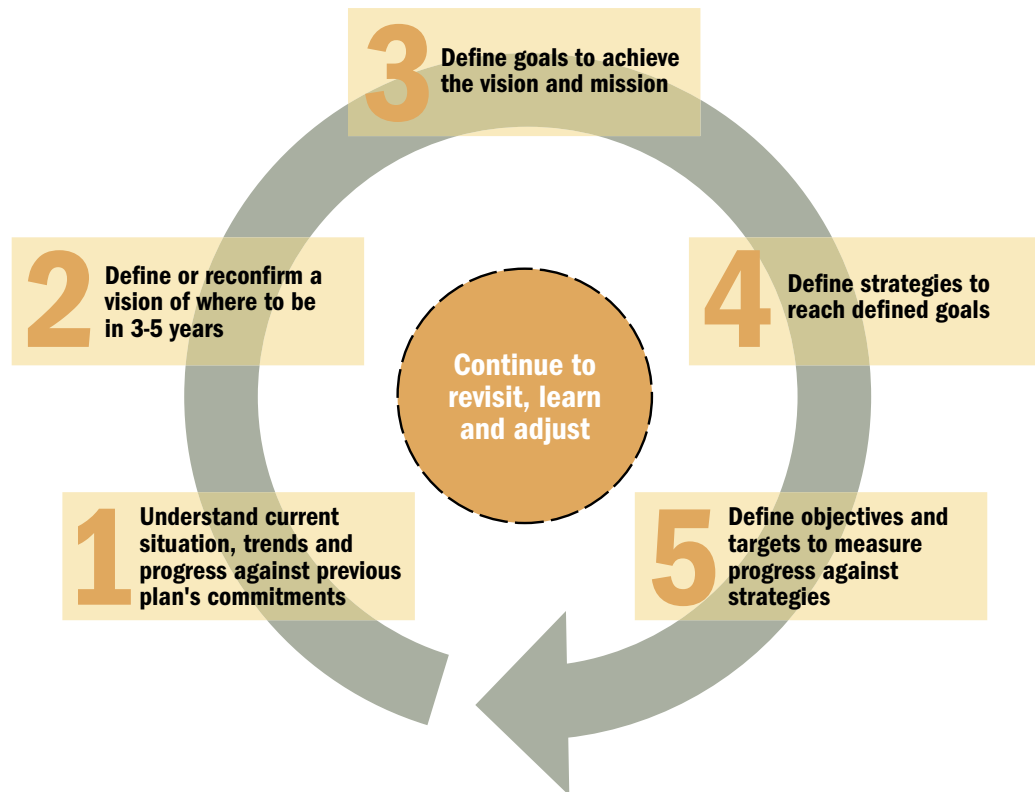 3
Define goals to achieve
the vision and mission
2
Define or reconfirm a
vision of where to be
in 3-5 years
4
Define strategies to
reach defined goals
Continue to
revisit, learn
and adjust
1
Understand current
situation, trends and
progress against previous
plan's commitments
5
Define objectives and
targets to measure
progress against
strategies